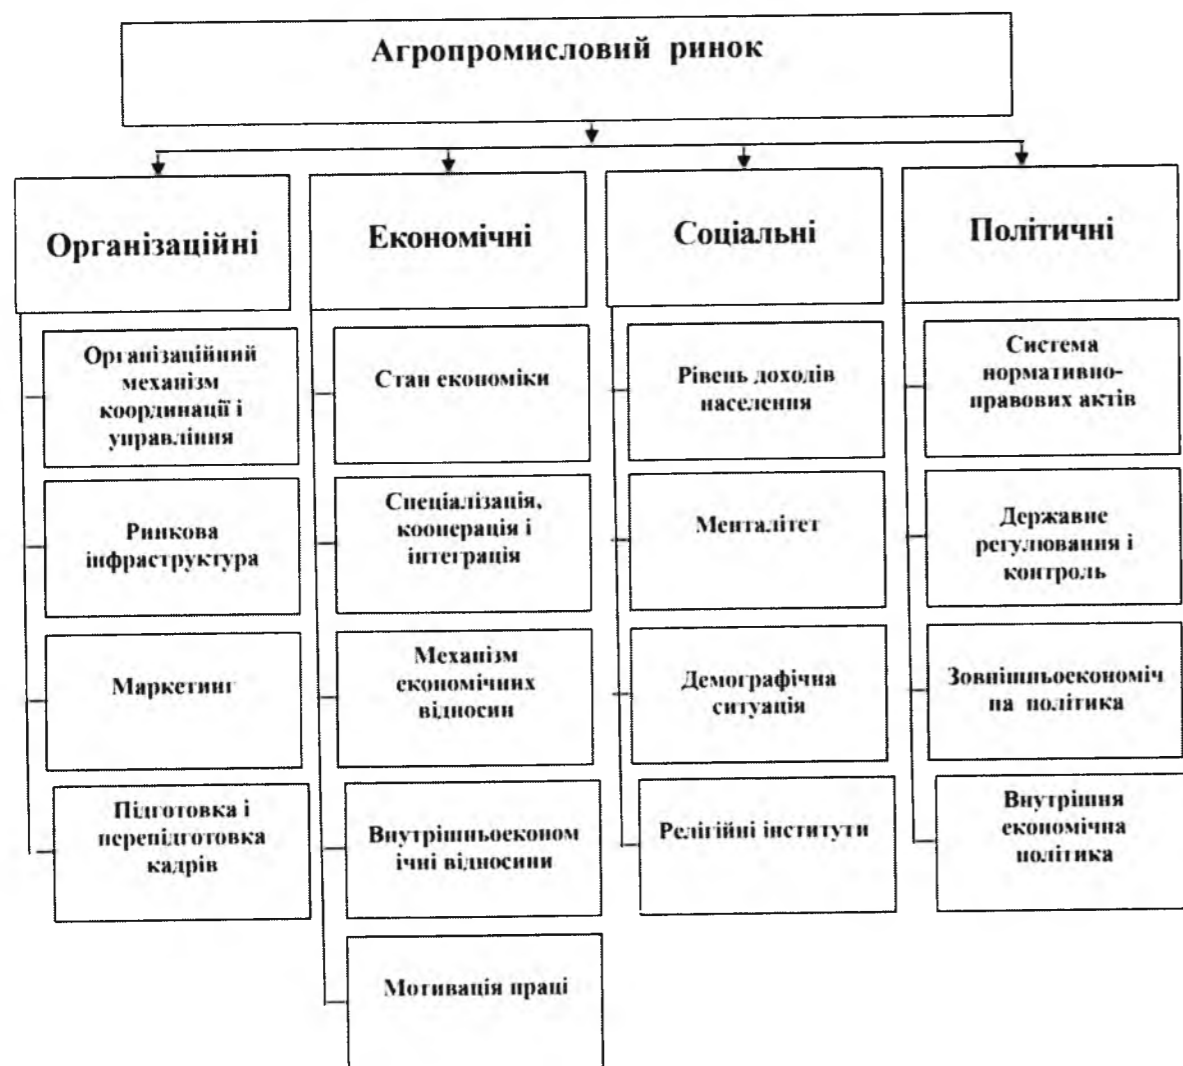 Агропромисловий ринок
Організаційні
Економічні
Соціальні
Політичні
Організаційний
механізм
координації і
управління
Ринкова
інфраструктура
Маркетинг
Підготовка і
перепідготовка
кадрів
Стан економіки
Спеціалізація,
кооперація і
інтеграція
Механізм
економічних
відносин
Внутрішньоеконом
ічні відносини
Мотивація праці
Рівень доходів
населення
Менталітет
Демографічна
ситуація
Релігійні інститути
Система
нормативно-
правових актів
Державне
регулювання і
контроль
Зовнішньоекономіч
на політика
Внутрішня
економічна
політика